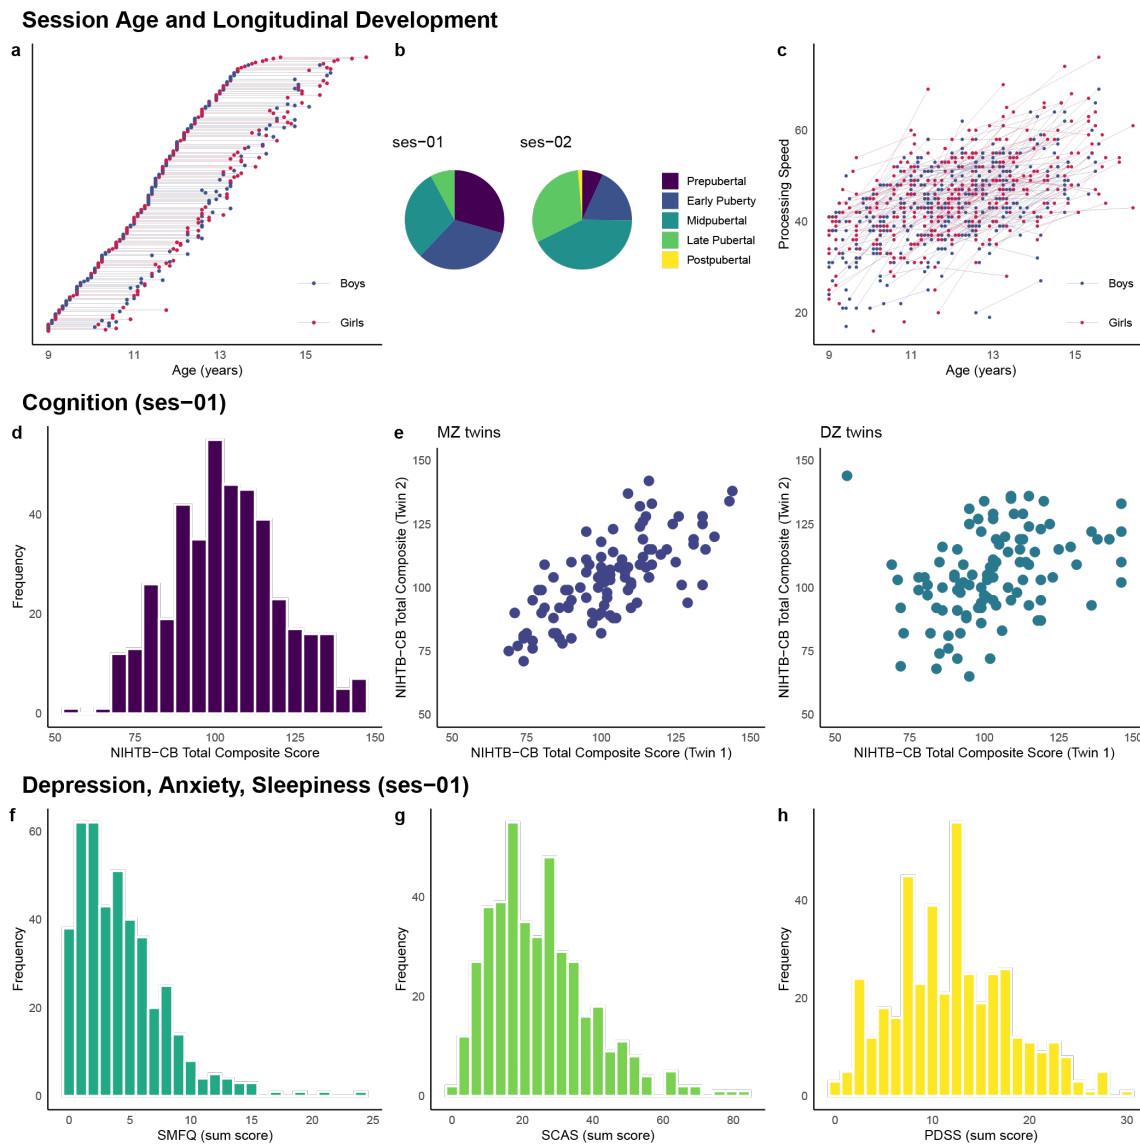 Session Age and Longitudinal Development
a
b
c
ses−01
ses−02
Prepubertal
Early Puberty
Midpubertal
Late Pubertal
Postpubertal
Boys
Girls
9
11
13
15
Age (years)
Processing Speed
60
40
20
Boys
Girls
9
11
13
15
Age (years)
Cognition (ses−01)
d
Frequency
40
20
0
50
75
100
125
150
NIHTB−CB Total Composite Score
e
MZ twins
NIHTB−CB Total Composite (Twin 2)
150
125
100
75
50
50
75
100
125
150
NIHTB−CB Total Composite Score (Twin 1)
DZ twins
NIHTB−CB Total Composite (Twin 2)
150
125
100
75
50
50
75
100
125
150
NIHTB−CB Total Composite Score (Twin 1)
Depression, Anxiety, Sleepiness (ses−01)
f
Frequency
60
40
20
0
0
5
10
15
20
25
SMFQ (sum score)
g
Frequency
40
20
0
0
20
40
60
80
SCAS (sum score)
h
Frequency
40
20
0
0
10
20
30
PDSS (sum score)